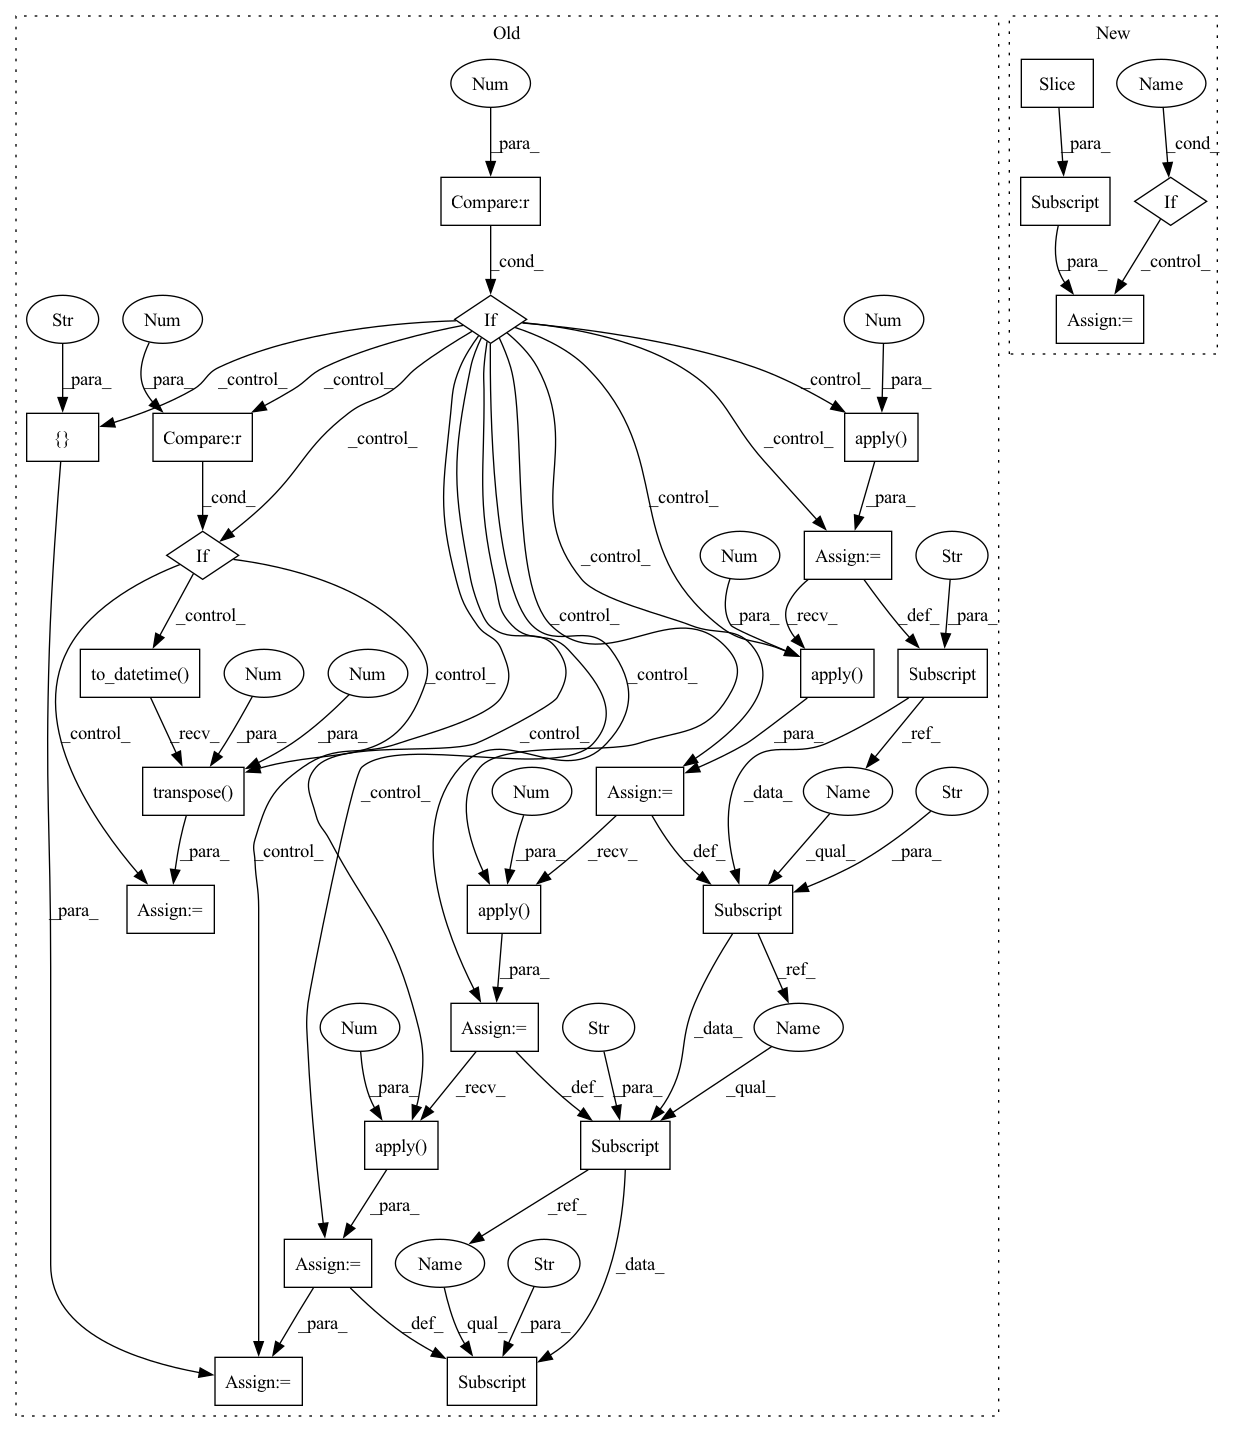 Old
New
Num
Slice
Name
_para_
_para_
_cond_
Compare:r
Subscript
If
_cond_
_para_
_control_
Str
Num
If
Num
Assign:=
_para_
_para_
_control_
_control_
_control_
_para_
{}
Compare:r
_control_
_control_
apply()
_cond_
_control_
_para_
If
Num
Assign:=
Str
_control_
_control_
_control_
_para_
_recv_
_def_
_para_
to_datetime()
Num
Num
_control_
_control_
apply()
Subscript
_control_
_recv_
_para_
_para_
_control_
_para_
_ref_
transpose()
_control_
Num
Assign:=
_data_
Name
Str
_para_
_control_
_para_
_recv_
_def_
_qual_
_para_
_para_
Assign:=
apply()
Subscript
_para_
_ref_
Num
Assign:=
Str
_data_
Name
_para_
_recv_
_def_
_para_
_qual_
apply()
Subscript
_para_
_ref_
Assign:=
Name
Str
_data_
_para_
_def_
_qual_
_para_
Assign:=
Subscript